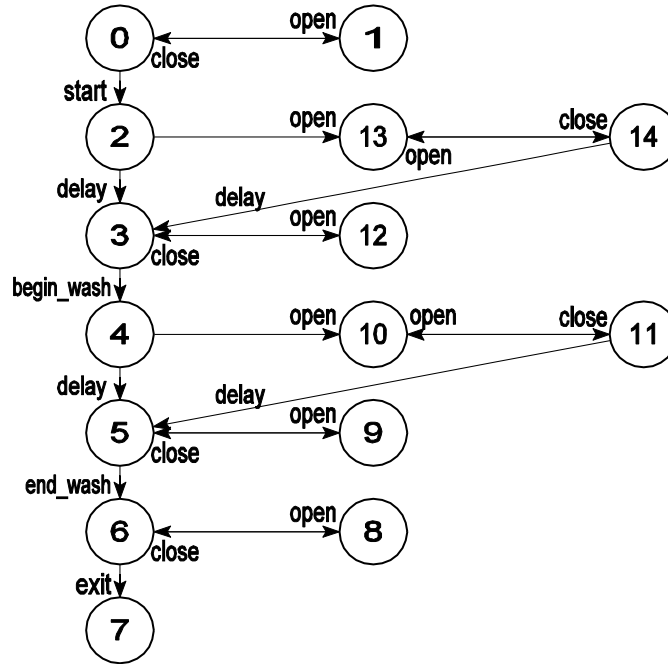 open
0
1
close
start
open
close
2
13
14
open
delay
delay
open
3
12
close
begin_wash
open
open
close
4
10
11
delay
delay
open
5
9
close
end_wash
open
6
8
close
exit
7